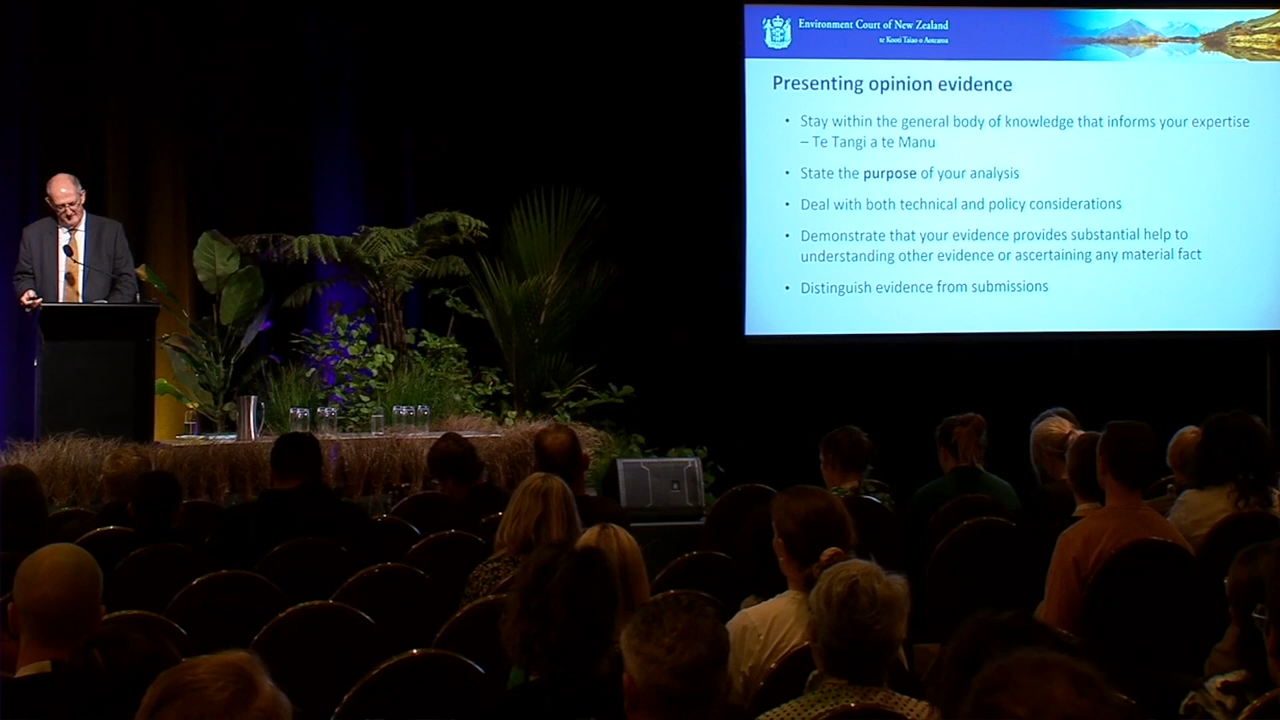 Environment Court of New Zealand
te Kooti Taiao o Aotearoa
Presenting opinion evidence
• Stay within the general body of knowledge that informs your expertise
– Te Tangi a te Manu
• State the purpose of your analysis
• Deal with both technical and policy considerations
• Demonstrate that your evidence provides substantial help to
understanding other evidence or ascertaining any material fact
• Distinguish evidence from submissions